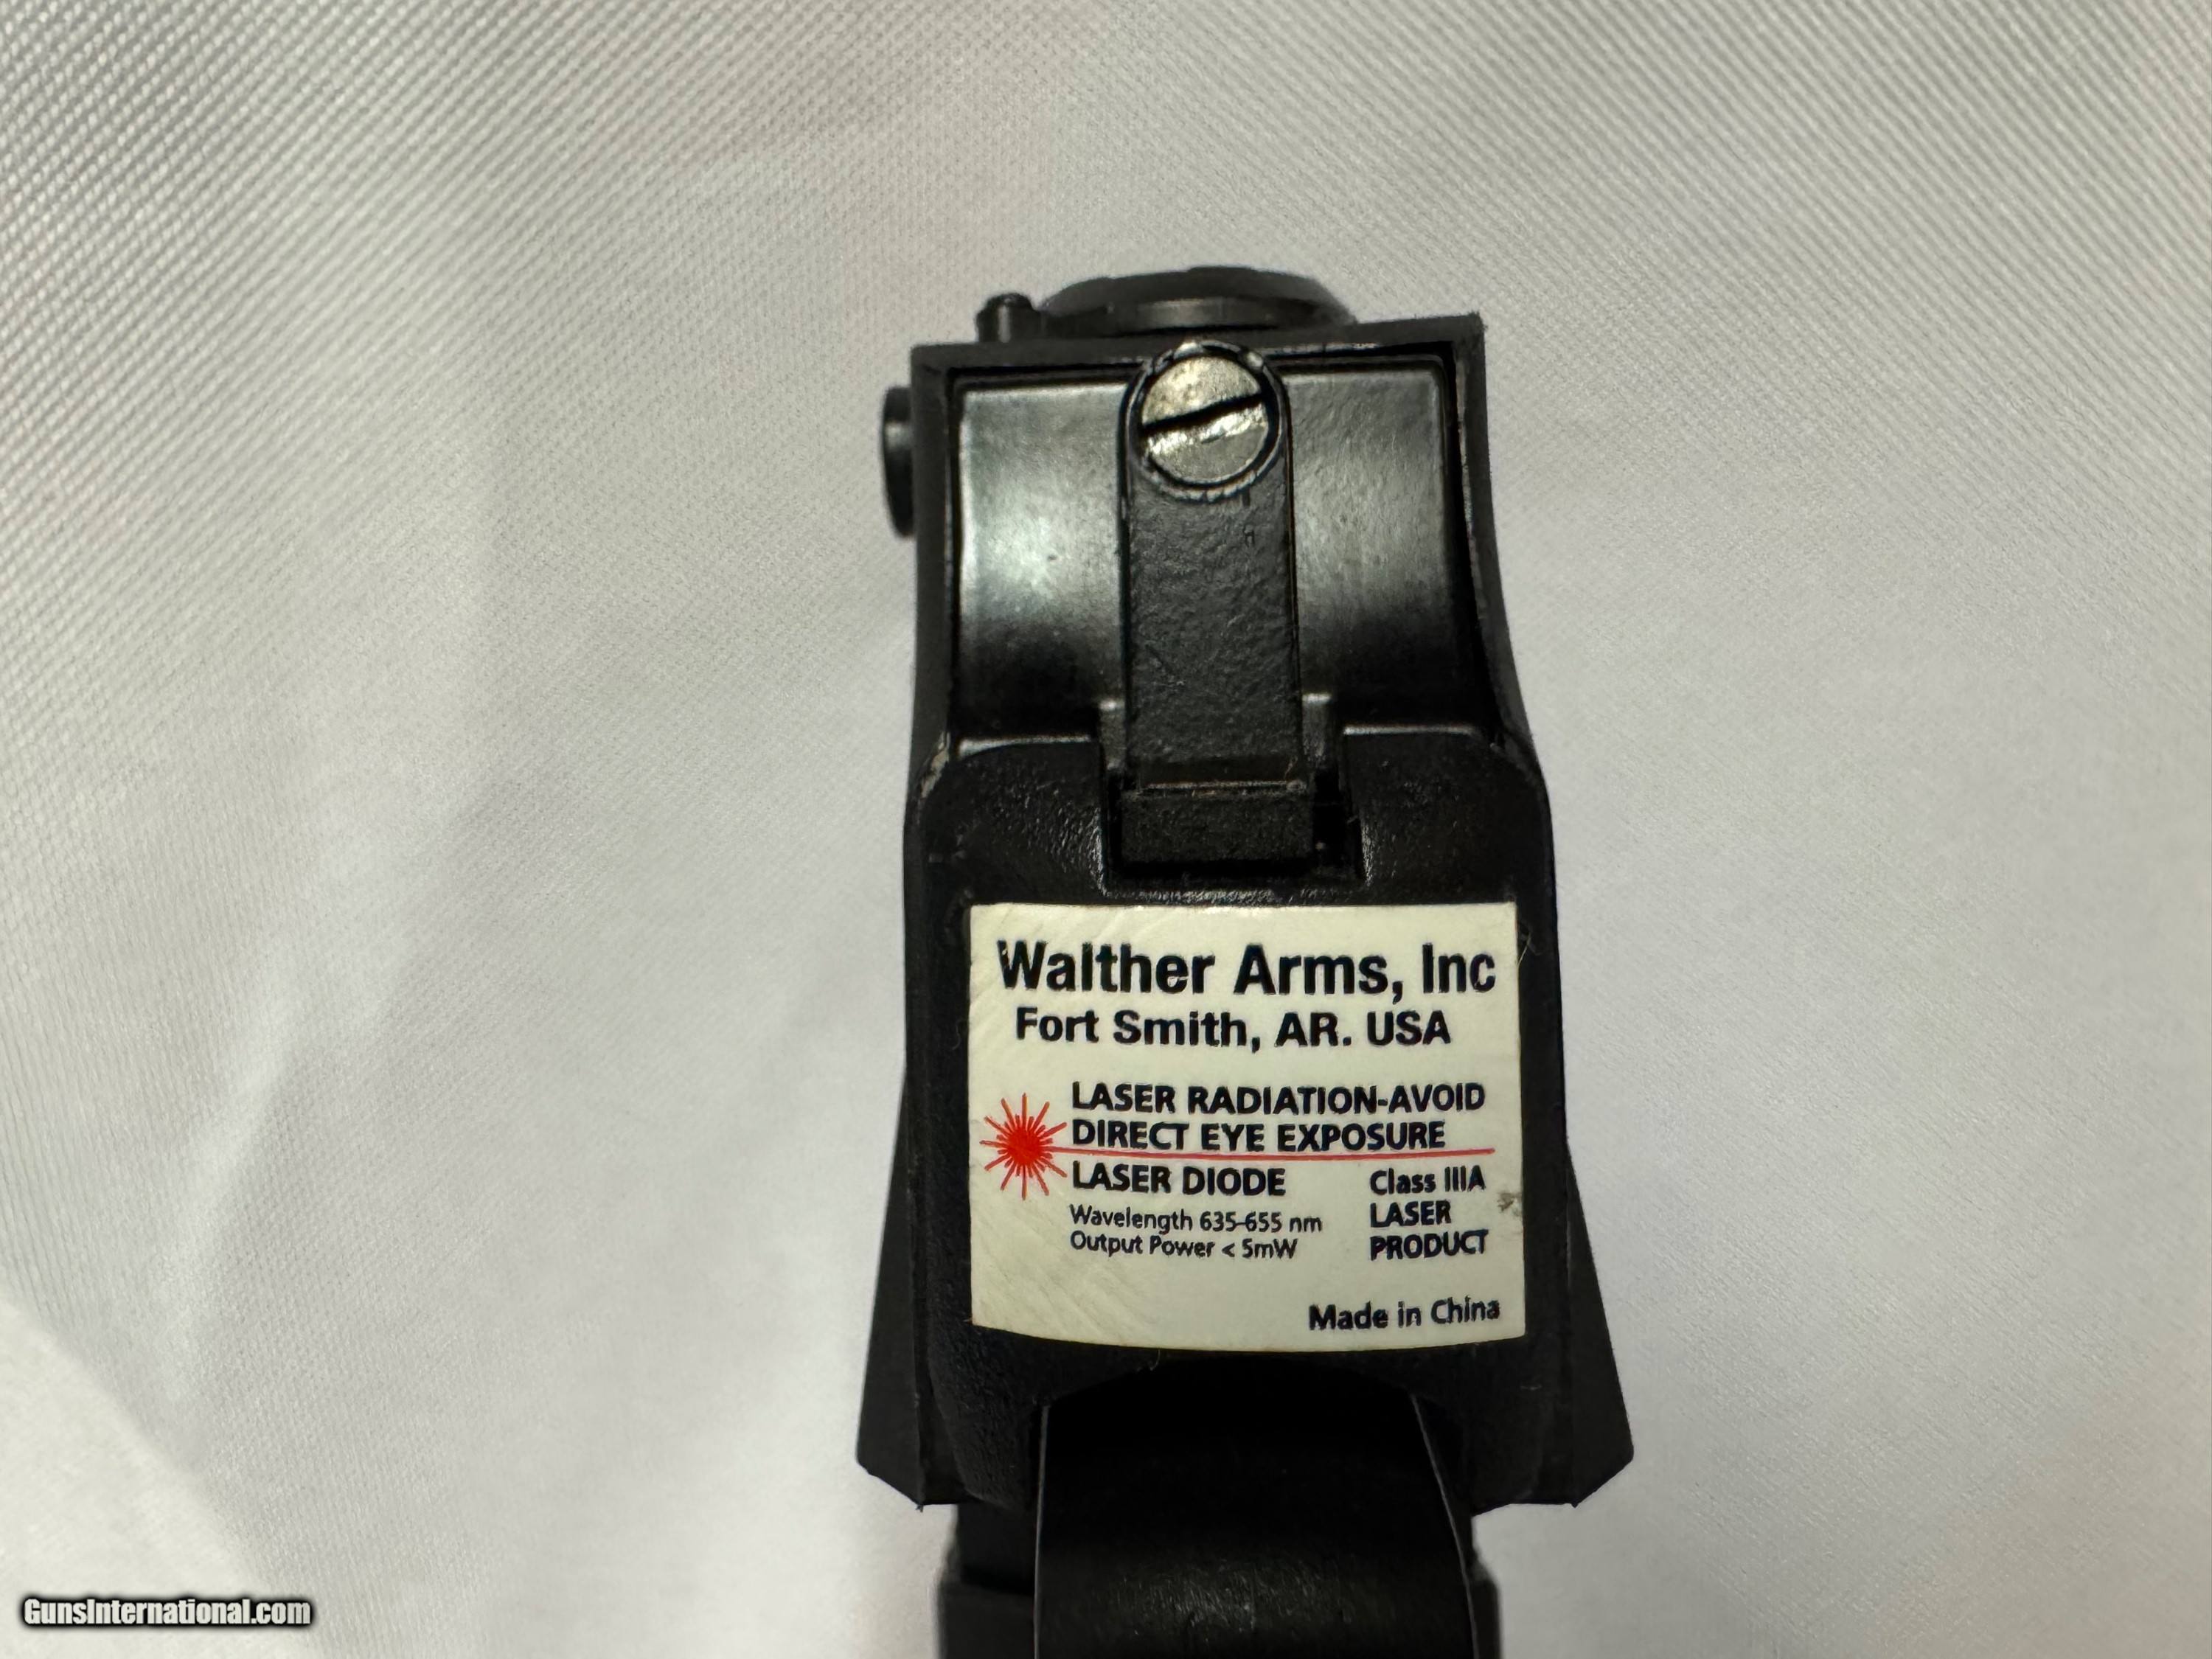 Walther Arms, Inc
Fort Smith, AR. USA
LASER RADIATION-AVOID
DIRECT EYE EXPOSURE
LASER DIODE
Wavelength 635-655 nm
Output Power < 5mW
Class IIIA
LASER
PRODUCT
Made in China
GunsInternational.com